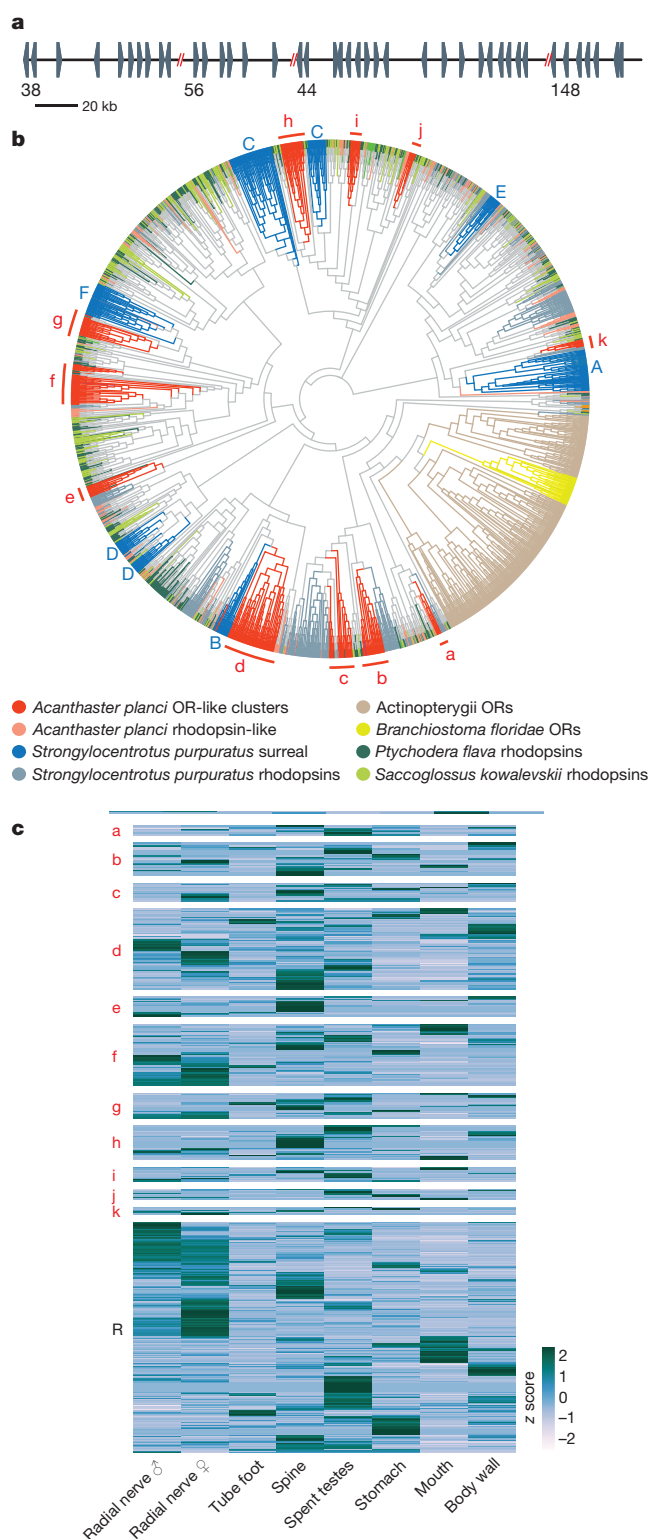 a
38 56 44 148
20 kb
b
C h C i j
E
F
g
k
A
f
e
D
D
B
d c b a
Acanthaster planci OR-like clusters
Acanthaster planci rhodopsin-like
Strongylocentrotus purpuratus surreal
Strongylocentrotus purpuratus rhodopsins
Actinopterygii ORs
Branchiostoma floridae ORs
Ptychodera flava rhodopsins
Saccoglossus kowalevskii rhodopsins
c
a
b
c
d
e
f
g
h
i
j
k
R
z score
2
1
0
−1
−2
Radial nerve ♂
Radial nerve ♀
Tube foot
Spine
Spent testes
Stomach
Mouth
Body wall